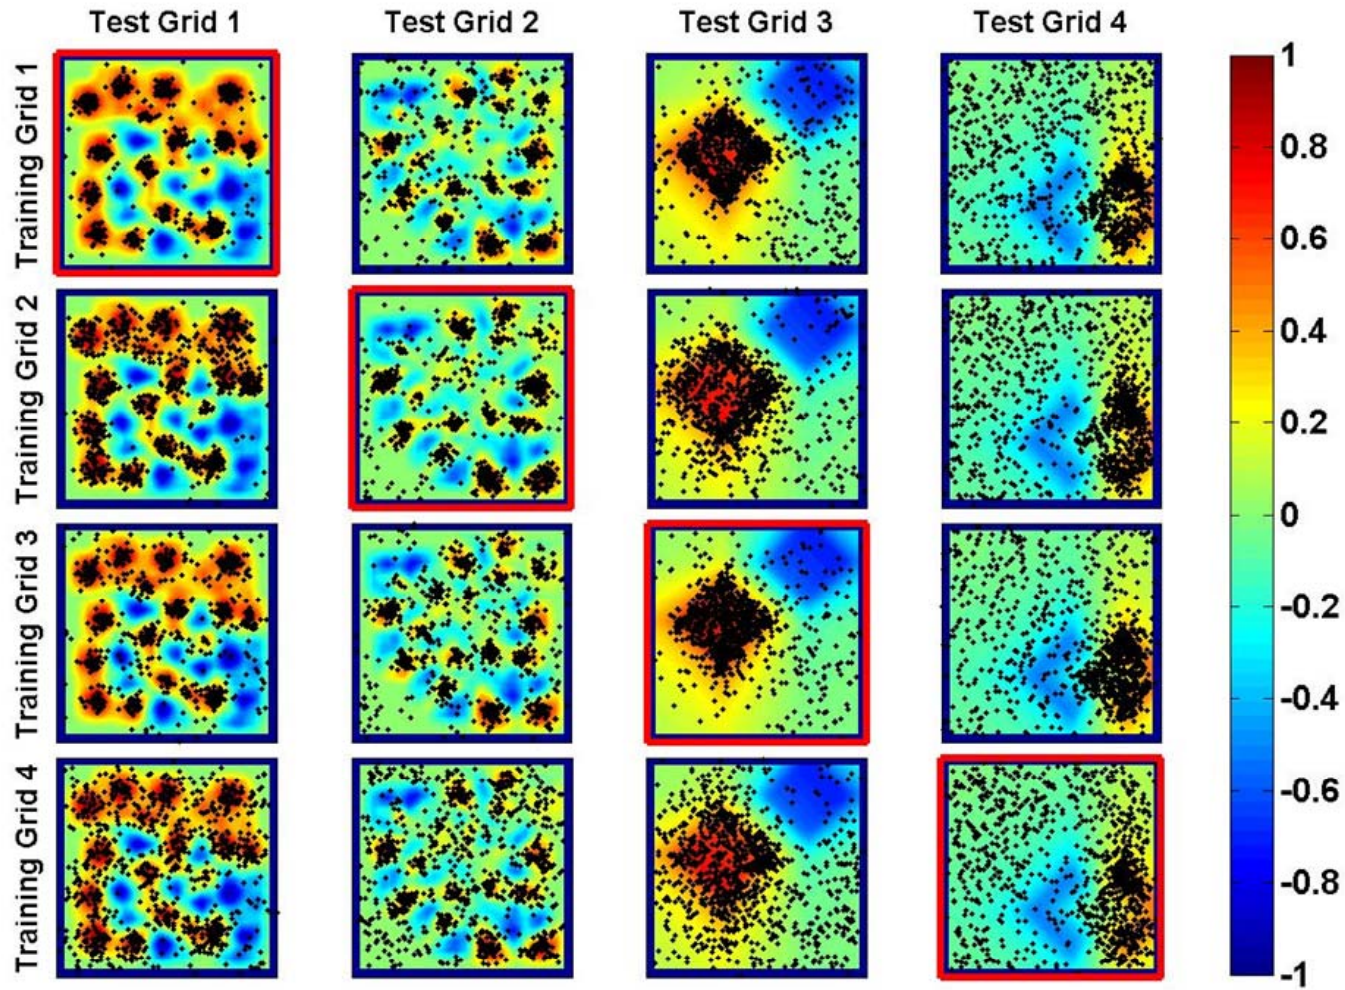 Test Grid 1 Test Grid 2 Test Grid 3 Test Grid 4
Training Grid 1
Training Grid 2
Training Grid 3
Training Grid 4
1
0.8
0.6
0.4
0.2
0
-0.2
-0.4
-0.6
-0.8
-1